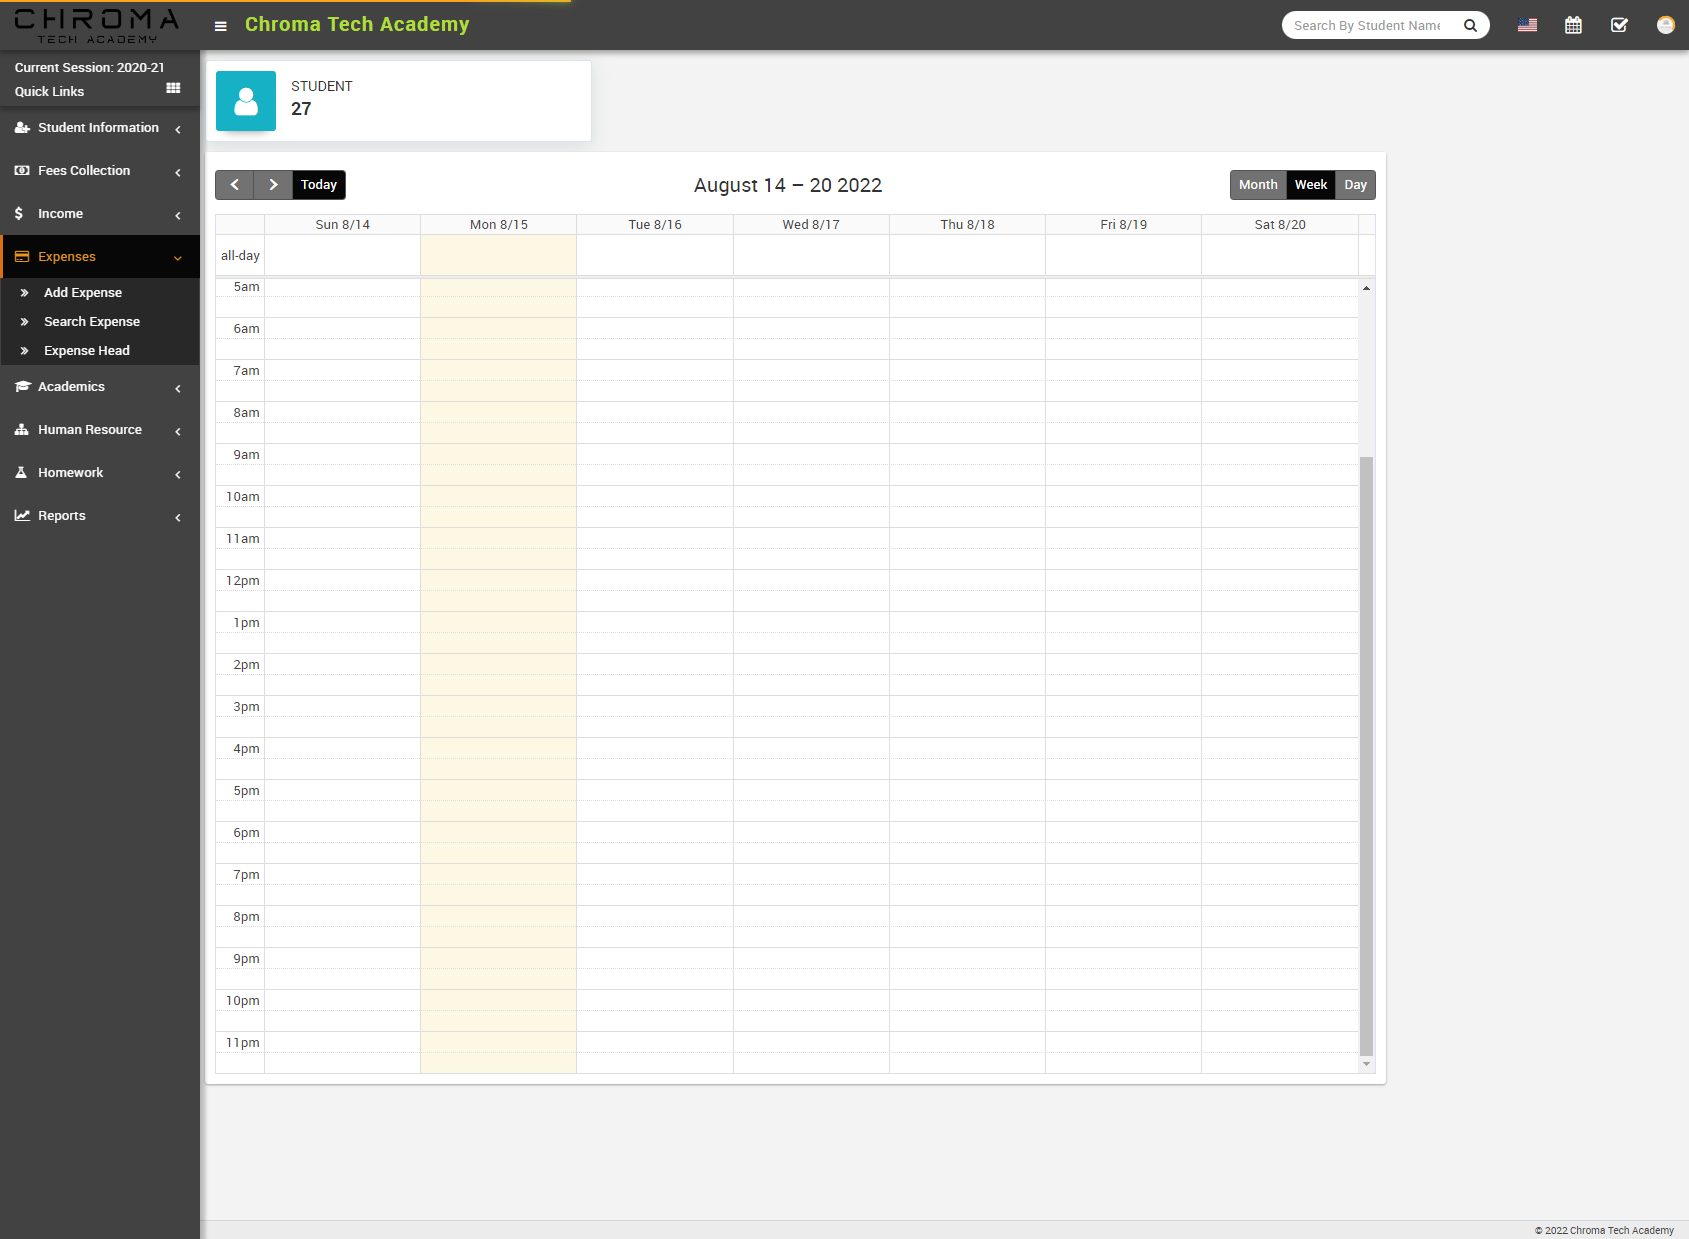 CHROMA
TECH ACADEMY
Chroma Tech Academy
Search By Student Name
Current Session: 2020-21
Quick Links
Student Information
Fees Collection
Income
Expenses
Add Expense
Search Expense
Expense Head
Academics
Human Resource
Homework
Reports
STUDENT
27
Today
August 14 – 20 2022
Month Week Day
Sun 8/14 Mon 8/15 Tue 8/16 Wed 8/17 Thu 8/18 Fri 8/19 Sat 8/20
all-day
5am
6am
7am
8am
9am
10am
11am
12pm
1pm
2pm
3pm
4pm
5pm
6pm
7pm
8pm
9pm
10pm
11pm
© 2022 Chroma Tech Academy